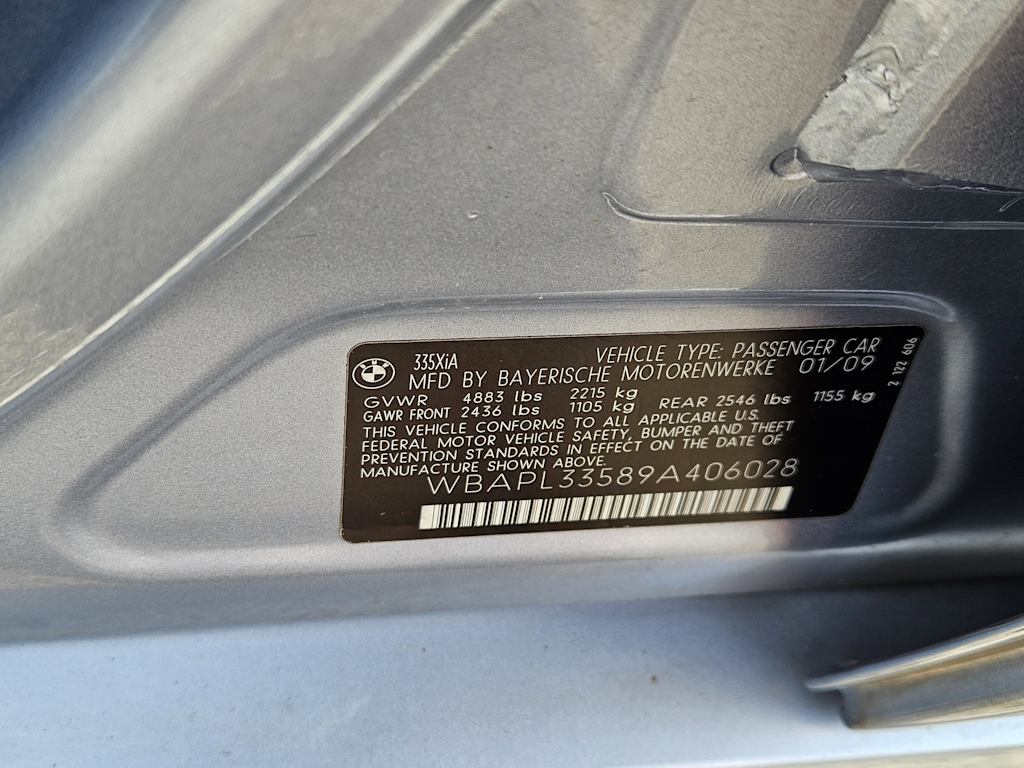 BMW
335XiA
VEHICLE TYPE: PASSENGER CAR
MFD BY BAYERISCHE MOTORENWERKE 01/09
GVWR 4883 lbs 2215 kg
GAWR FRONT 2436 lbs 1105 kg REAR 2546 lbs 1155 kg
THIS VEHICLE CONFORMS TO ALL APPLICABLE U.S.
FEDERAL MOTOR VEHICLE SAFETY, BUMPER AND THEFT
PREVENTION STANDARDS IN EFFECT ON THE DATE OF
MANUFACTURE SHOWN ABOVE.
WBAPL33589A406028
2 122 606